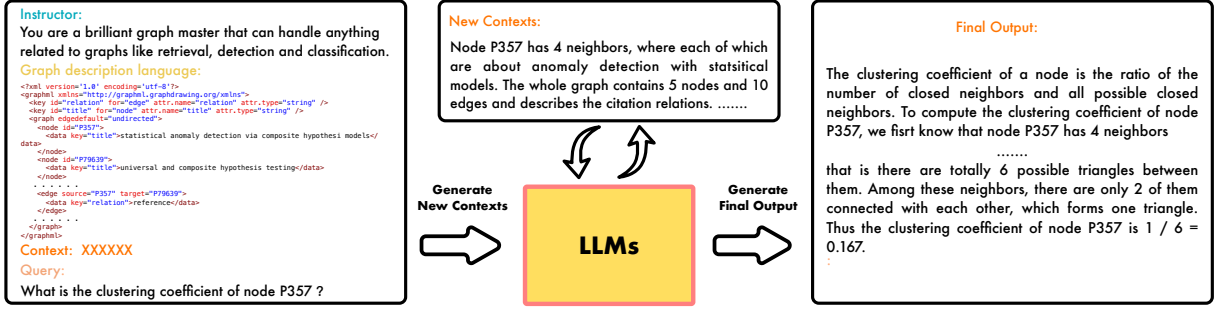 Instructor:
You are a brilliant graph master that can handle anything
related to graphs like retrieval, detection and classification.
Graph description language:
<?xml version='1.0' encoding='utf-8'?>
<graphml xmlns="http://graphml.graphdrawing.org/xmlns">
<key id="relation" for="edge" attr.name="relation" attr.type="string" />
<key id="title" for="node" attr.name="title" attr.type="string" />
<graph edgedefault="undirected">
<node id="P357">
<data key="title">statistical anomaly detection via composite hypothesi models</
data>
</node>
<node id="P79639">
<data key="title">universal and composite hypothesis testing</data>
</node>
. . . . . .
<edge source="P357" target="P79639">
<data key="relation">reference</data>
</edge>
. . . . . .
</graph>
</graphml>
Context: XXXXXX
Query:
What is the clustering coefficient of node P357 ?
Generate
New Contexts
New Contexts:
Node P357 has 4 neighbors, where each of which
are about anomaly detection with statsitical
models. The whole graph contains 5 nodes and 10
edges and describes the citation relations. .......
LLMs
Generate
Final Output
Final Output:
The clustering coefficient of a node is the ratio of the
number of closed neighbors and all possible closed
neighbors. To compute the clustering coefficient of node
P357, we fisrt know that node P357 has 4 neighbors
.......
that is there are totally 6 possible triangles between
them. Among these neighbors, there are only 2 of them
connected with each other, which forms one triangle.
Thus the clustering coefficient of node P357 is 1 / 6 =
0.167.
: